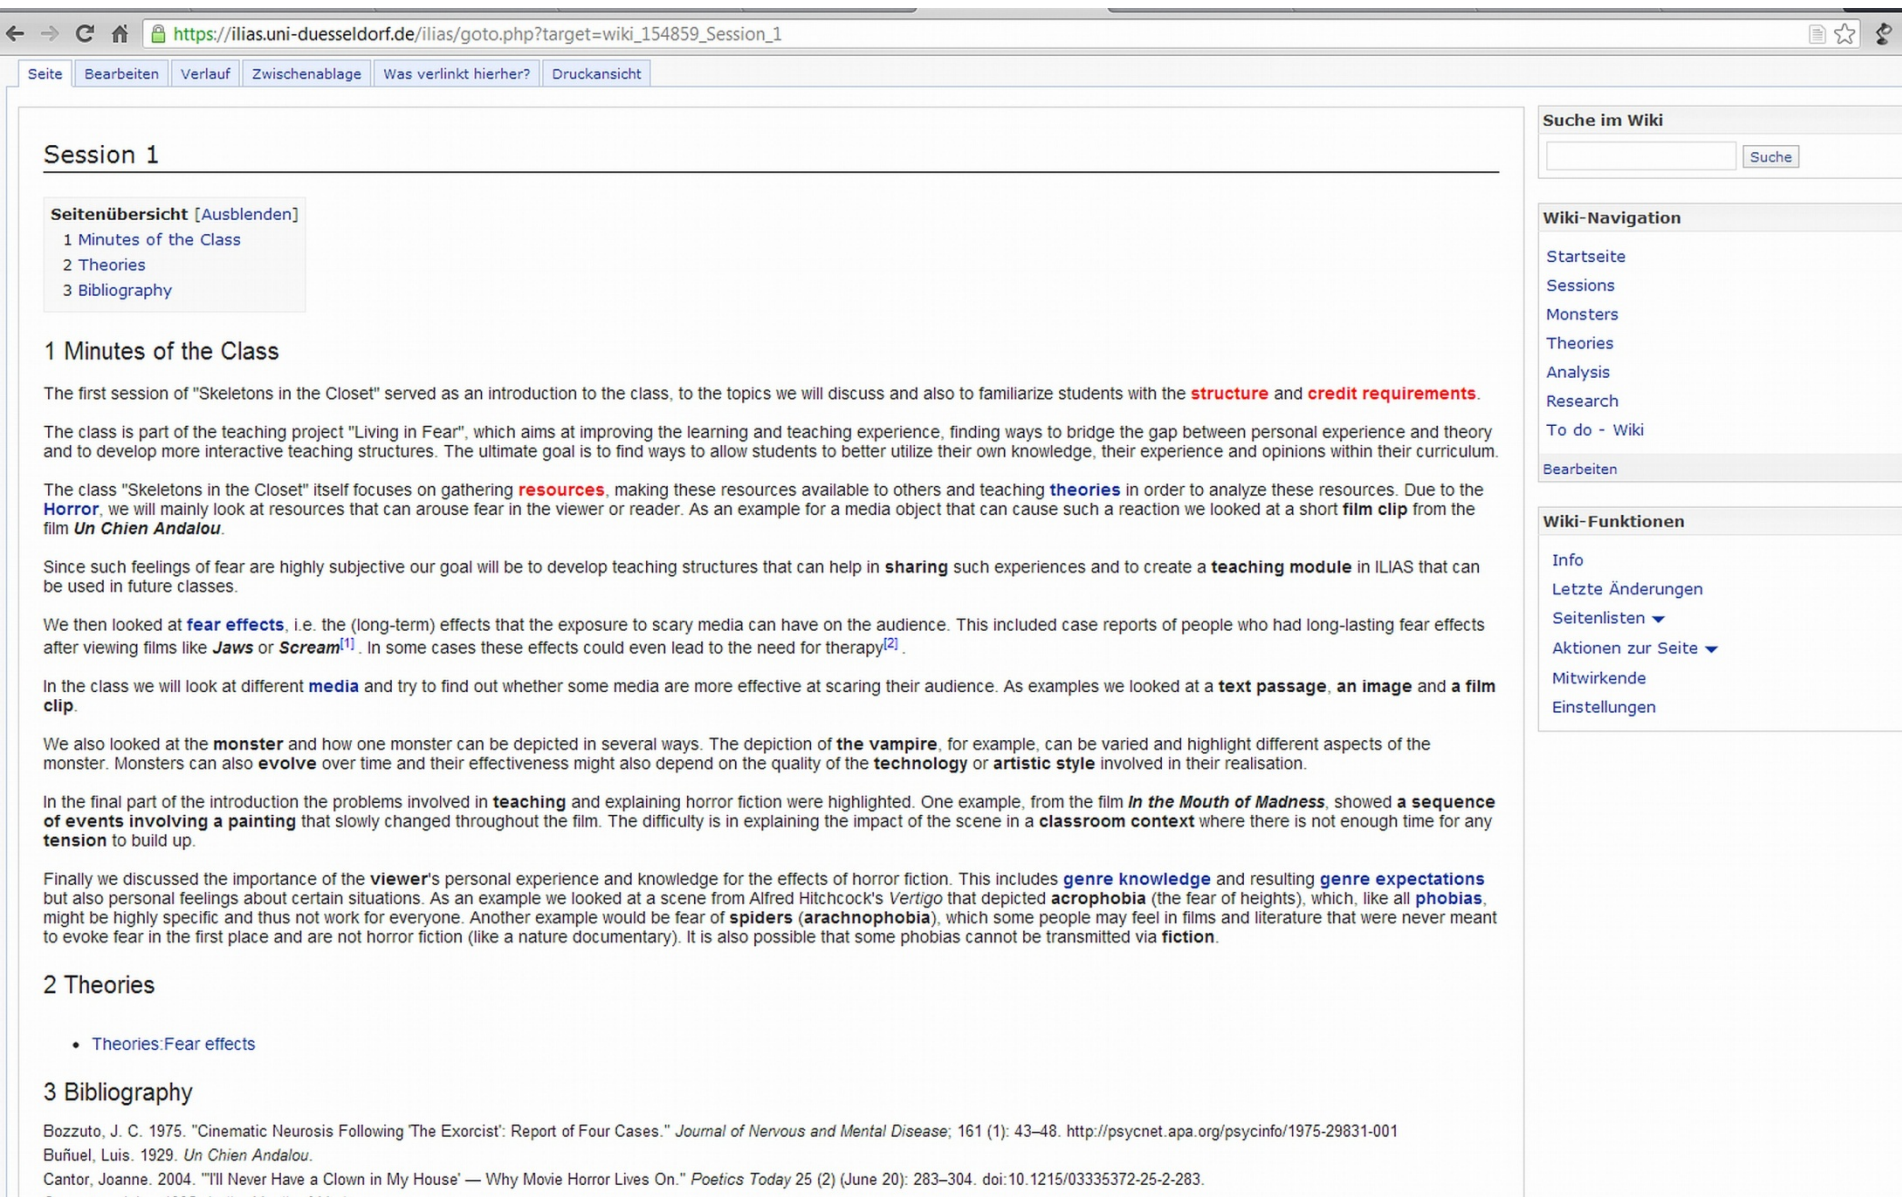 https://ilias.uni-duesseldorf.de/ilias/goto.php?target=wiki_154859_Session_1
Seite Bearbeiten Verlauf Zwischenablage Was verlinkt hierher? Druckansicht
Session 1
Seitenübersicht [Ausblenden]
1 Minutes of the Class
2 Theories
3 Bibliography
1 Minutes of the Class
The first session of "Skeletons in the Closet" served as an introduction to the class, to the topics we will discuss and also to familiarize students with the structure and credit requirements.
The class is part of the teaching project "Living in Fear", which aims at improving the learning and teaching experience, finding ways to bridge the gap between personal experience and theory
and to develop more interactive teaching structures. The ultimate goal is to find ways to allow students to better utilize their own knowledge, their experience and opinions within their curriculum.
The class "Skeletons in the Closet" itself focuses on gathering resources, making these resources available to others and teaching theories in order to analyze these resources. Due to the
Horror, we will mainly look at resources that can arouse fear in the viewer or reader. As an example for a media object that can cause such a reaction we looked at a short film clip from the
film Un Chien Andalou.
Since such feelings of fear are highly subjective our goal will be to develop teaching structures that can help in sharing such experiences and to create a teaching module in ILIAS that can
be used in future classes.
We then looked at fear effects, i.e. the (long-term) effects that the exposure to scary media can have on the audience. This included case reports of people who had long-lasting fear effects
after viewing films like Jaws or Scream[1] . In some cases these effects could even lead to the need for therapy[2] .
In the class we will look at different media and try to find out whether some media are more effective at scaring their audience. As examples we looked at a text passage, an image and a film
clip.
We also looked at the monster and how one monster can be depicted in several ways. The depiction of the vampire, for example, can be varied and highlight different aspects of the
monster. Monsters can also evolve over time and their effectiveness might also depend on the quality of the technology or artistic style involved in their realisation.
In the final part of the introduction the problems involved in teaching and explaining horror fiction were highlighted. One example, from the film In the Mouth of Madness, showed a sequence
of events involving a painting that slowly changed throughout the film. The difficulty is in explaining the impact of the scene in a classroom context where there is not enough time for any
tension to build up.
Finally we discussed the importance of the viewer's personal experience and knowledge for the effects of horror fiction. This includes genre knowledge and resulting genre expectations
but also personal feelings about certain situations. As an example we looked at a scene from Alfred Hitchcock's Vertigo that depicted acrophobia (the fear of heights), which, like all phobias,
might be highly specific and thus not work for everyone. Another example would be fear of spiders (arachnophobia), which some people may feel in films and literature that were never meant
to evoke fear in the first place and are not horror fiction (like a nature documentary). It is also possible that some phobias cannot be transmitted via fiction.
2 Theories
• Theories:Fear effects
3 Bibliography
Bozzuto, J. C. 1975. "Cinematic Neurosis Following 'The Exorcist': Report of Four Cases." Journal of Nervous and Mental Disease; 161 (1): 43–48. http://psycnet.apa.org/psycinfo/1975-29831-001
Buñuel, Luis. 1929. Un Chien Andalou.
Cantor, Joanne. 2004. "'I'll Never Have a Clown in My House' — Why Movie Horror Lives On." Poetics Today 25 (2) (June 20): 283–304. doi:10.1215/03335372-25-2-283.
Suche im Wiki
Suche
Wiki-Navigation
Startseite
Sessions
Monsters
Theories
Analysis
Research
To do - Wiki
Bearbeiten
Wiki-Funktionen
Info
Letzte Änderungen
Seitenlisten
Aktionen zur Seite
Mitwirkende
Einstellungen